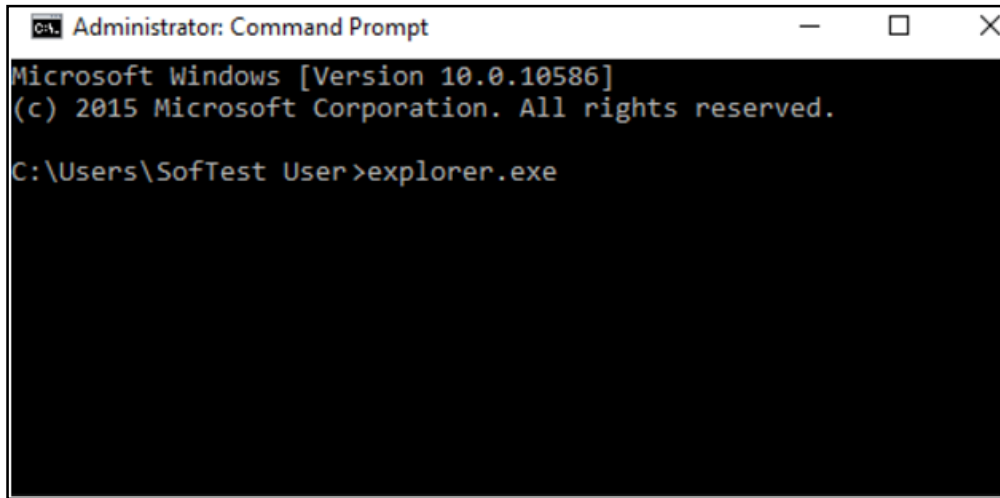 Administrator: Command Prompt
Microsoft Windows [Version 10.0.10586]
(c) 2015 Microsoft Corporation. All rights reserved.
C:\Users\SofTest User>explorer.exe